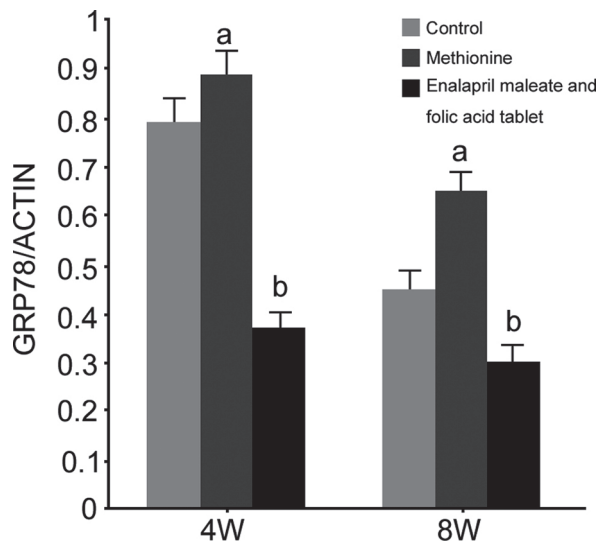 1
0.9
0.8
0.7
0.6
0.5
0.4
0.3
0.2
0.1
0
GRP78/ACTIN
a
b
a
b
4W
8W
Control
Methionine
Enalapril maleate and
folic acid tablet